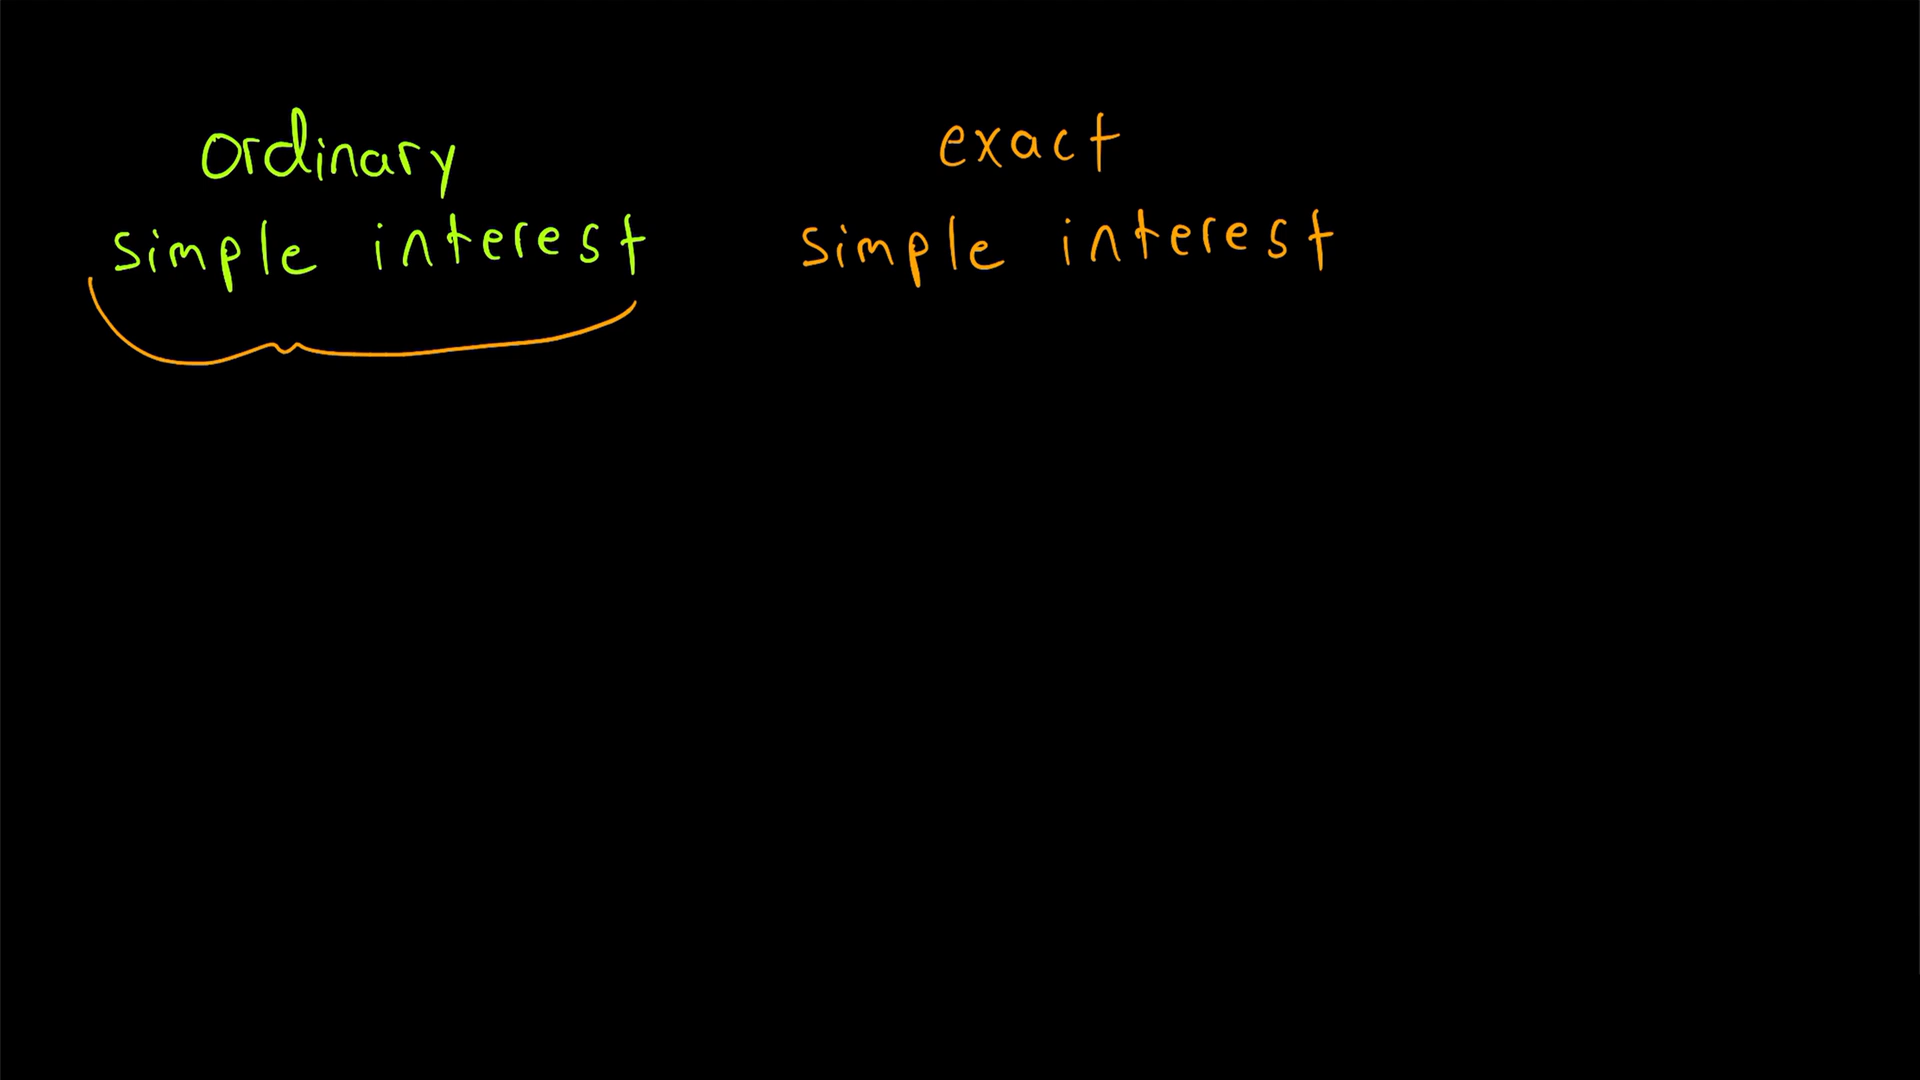 ordinary
simple interest
exact
simple interest